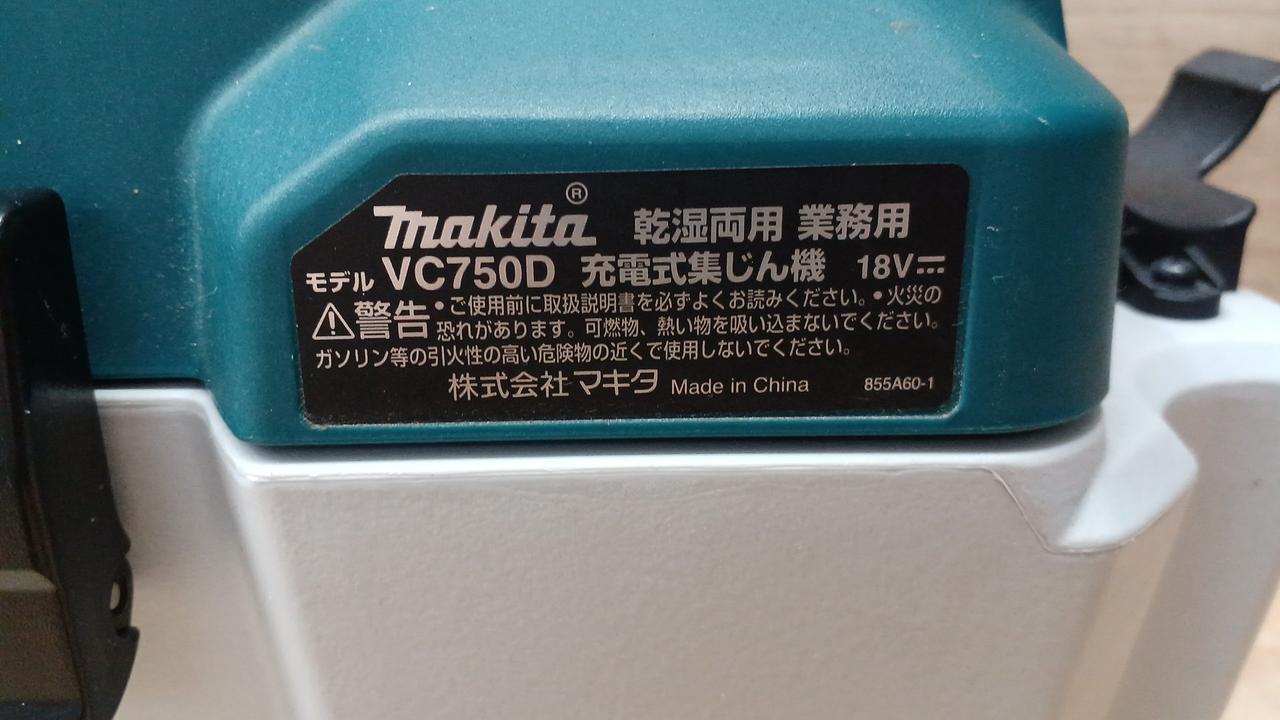 makita® 乾湿両用 業務用
モデル VC750D 充電式集じん機 18V⎓
⚠警告 •ご使用前に取扱説明書を必ずよくお読みください。•火災の
恐れがあります。可燃物、熱い物を吸い込まないでください。
ガソリン等の引火性の高い危険物の近くで使用しないでください。
株式会社マキタ Made in China 855A60-1